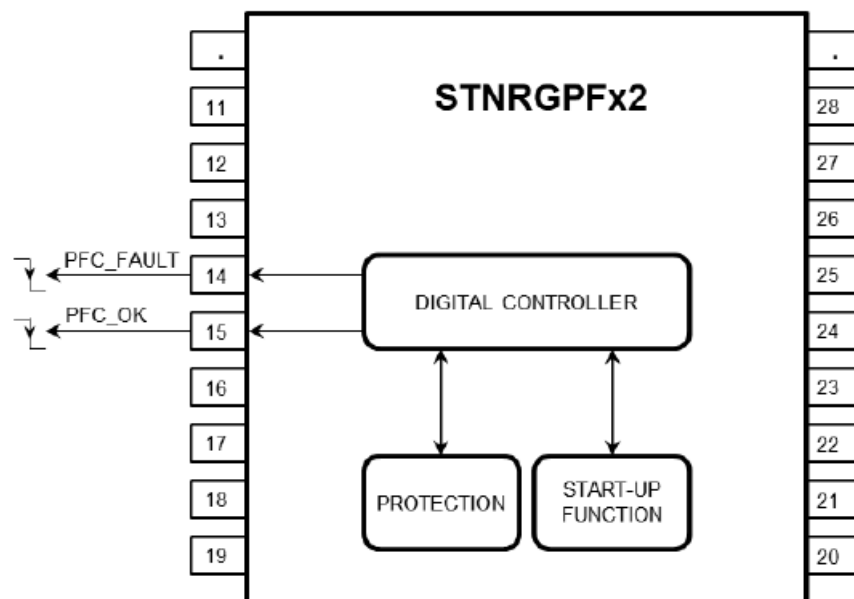 .
.
STNRGPFx2
11
28
12
27
13
26
PFC_FAULT
14
25
DIGITAL CONTROLLER
PFC_OK
15
24
16
23
17
22
PROTECTION
START-UP
FUNCTION
18
21
19
20